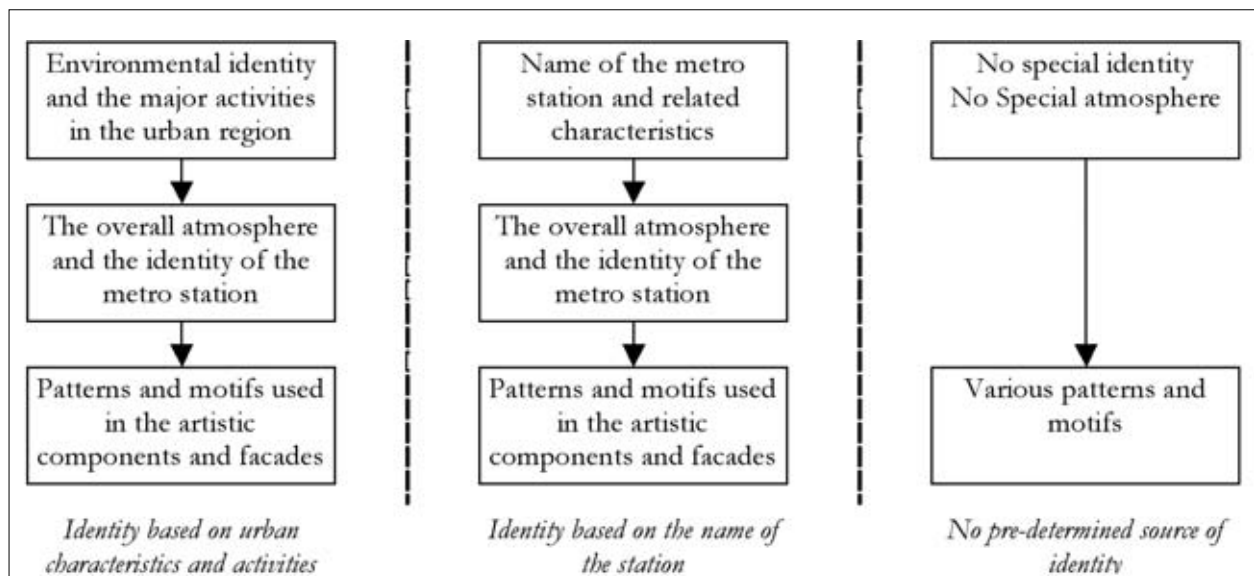 Environmental identity
and the major activities
in the urban region
The overall atmosphere
and the identity of the
metro station
Patterns and motifs used
in the artistic
components and facades
Identity based on urban
characteristics and activities
Name of the metro
station and related
characteristics
The overall atmosphere
and the identity of the
metro station
Patterns and motifs used
in the artistic
components and facades
Identity based on the name of
the station
No special identity
No Special atmosphere
Various patterns and
motifs
No pre-determined source of
identity